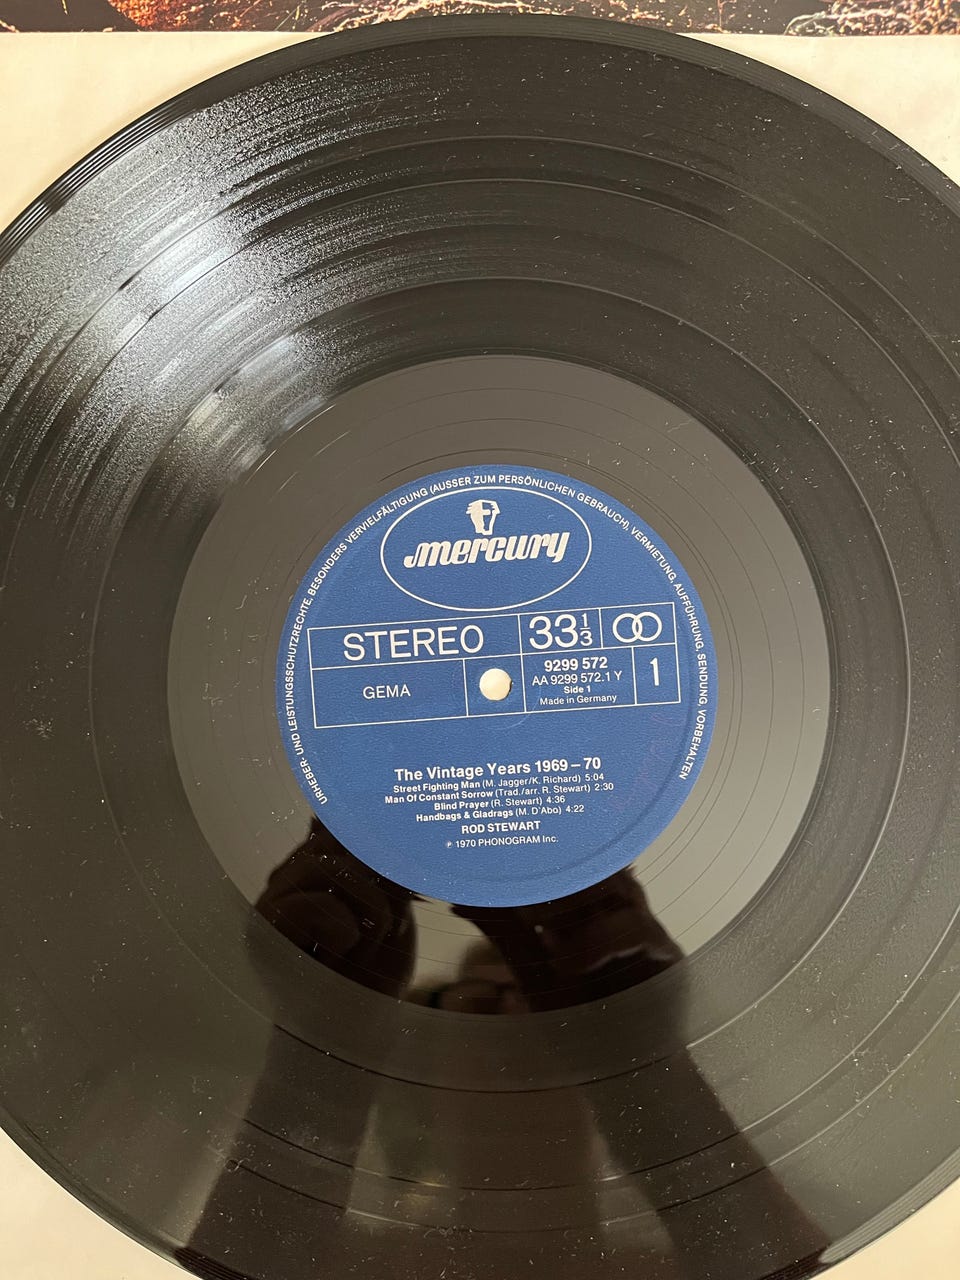 URHEBER- UND LEISTUNGSSCHUTZRECHTE, BESONDERS VERVIELFÄLTIGUNG (AUSSER ZUM PERSÖNLICHEN GEBRAUCH), VERMIETUNG, AUFFÜHRUNG, SENDUNG, VORBEHALTEN
mercury
STEREO 33 1/3
GEMA
9299 572
AA 9299 572.1 Y
Side 1
Made in Germany
1
The Vintage Years 1969 – 70
Street Fighting Man (M. Jagger/K. Richard) 5:04
Man Of Constant Sorrow (Trad./arr. R. Stewart) 2:30
Blind Prayer (R. Stewart) 4:36
Handbags & Gladrags (M. D'Abo) 4:22
ROD STEWART
℗ 1970 PHONOGRAM Inc.